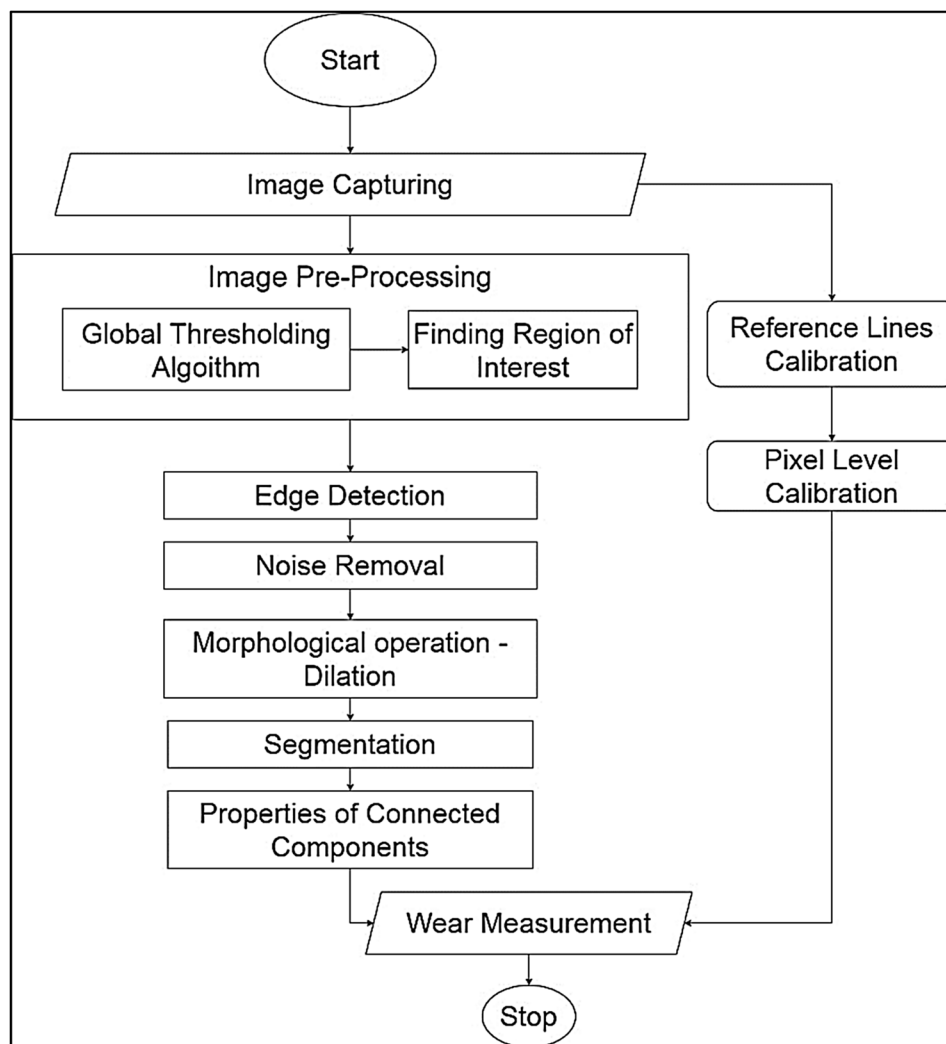 Start
Image Capturing
Image Pre-Processing
Global Thresholding
Algoithm
Finding Region of
Interest
Reference Lines
Calibration
Pixel Level
Calibration
Edge Detection
Noise Removal
Morphological operation -
Dilation
Segmentation
Properties of Connected
Components
Wear Measurement
Stop